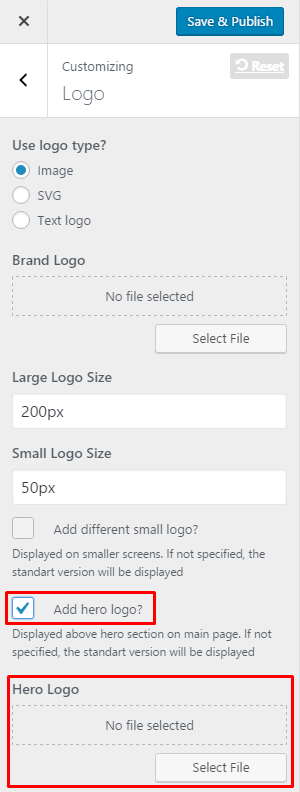 Save & Publish
Customizing
Reset
Logo
Use logo type?
Image
SVG
Text logo
Brand Logo
No file selected
Select File
Large Logo Size
200px
Small Logo Size
50px
Add different small logo?
Displayed on smaller screens. If not specified, the
standart version will be displayed
Add hero logo?
Displayed above hero section on main page. If not
specified, the standart version will be displayed
Hero Logo
No file selected
Select File